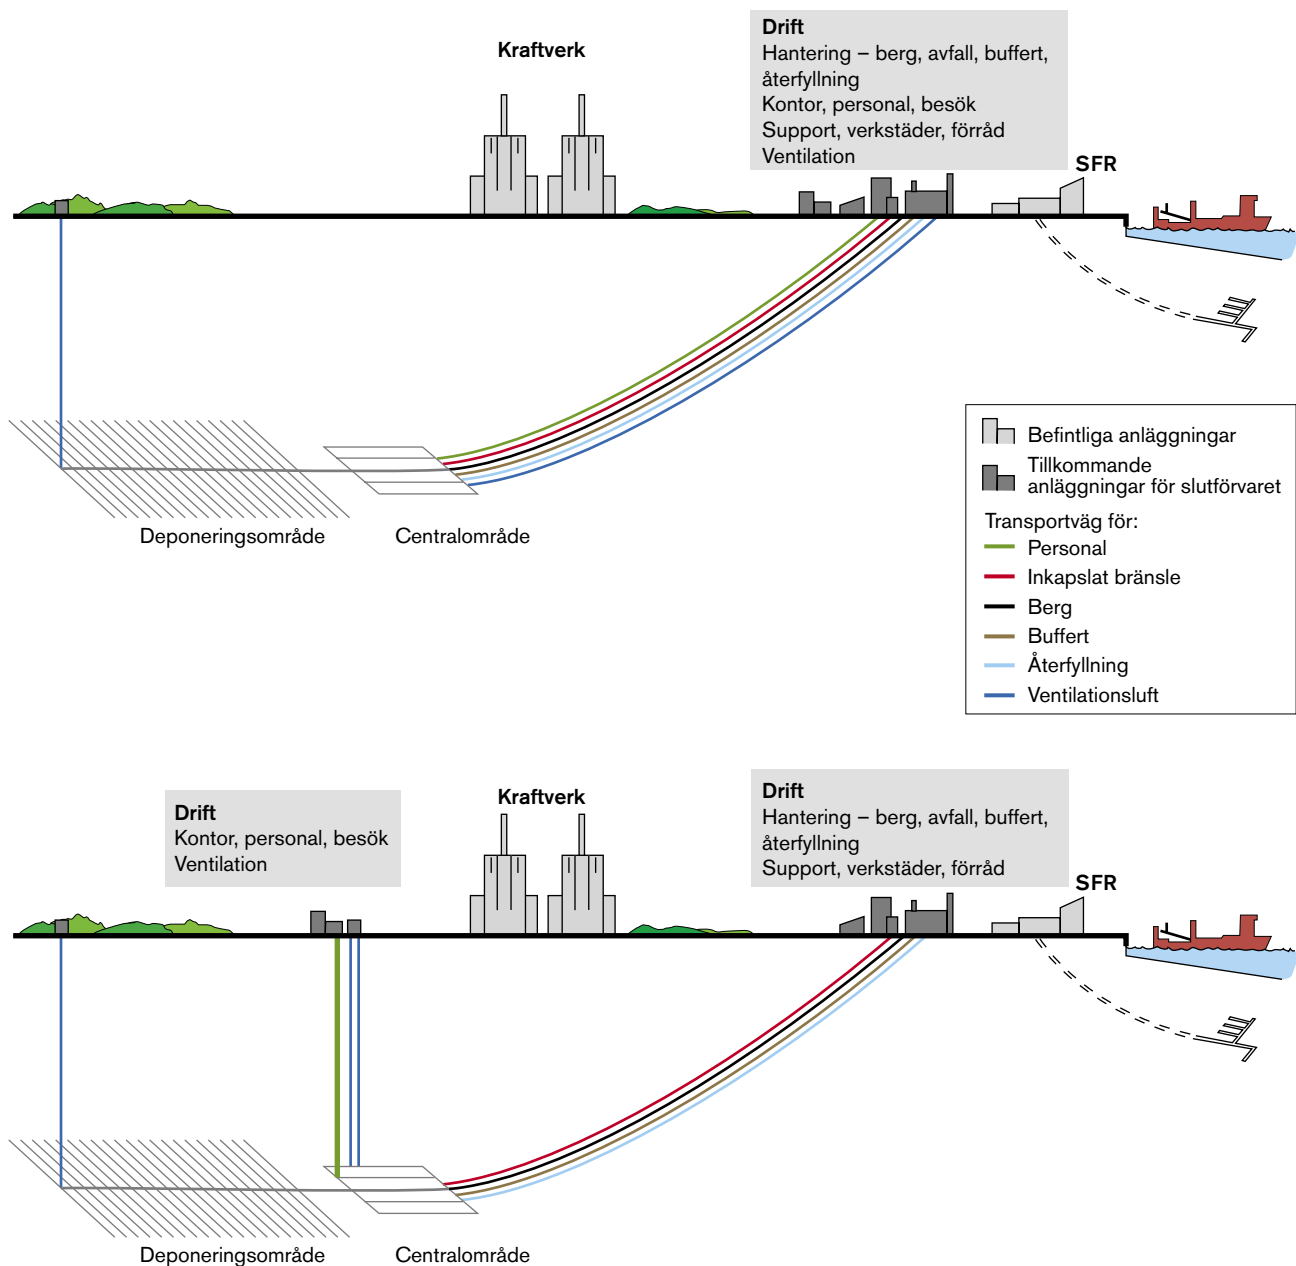 Kraftverk
Drift
Hantering – berg, avfall, buffert,
återfyllning
Kontor, personal, besök
Support, verkstäder, förråd
Ventilation
SFR
Deponeringsområde
Centralområde
Befintliga anläggningar
Tillkommande
anläggningar för slutförvaret
Transportväg för:
Personal
Inkapslat bränsle
Berg
Buffert
Återfyllning
Ventilationsluft
Drift
Kontor, personal, besök
Ventilation
Kraftverk
Drift
Hantering – berg, avfall, buffert,
återfyllning
Support, verkstäder, förråd
SFR
Deponeringsområde
Centralområde